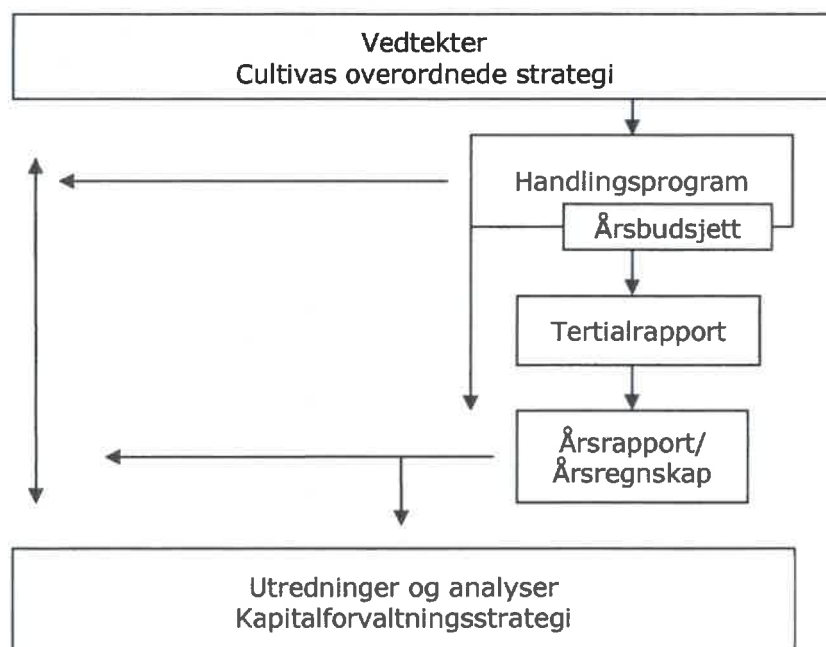 Vedtekter
Cultivas overordnede strategi
Handlingsprogram
Årsbudsjett
Tertialrapport
Årsrapport/
Årsregnskap
Utredninger og analyser
Kapitalforvaltningsstrategi